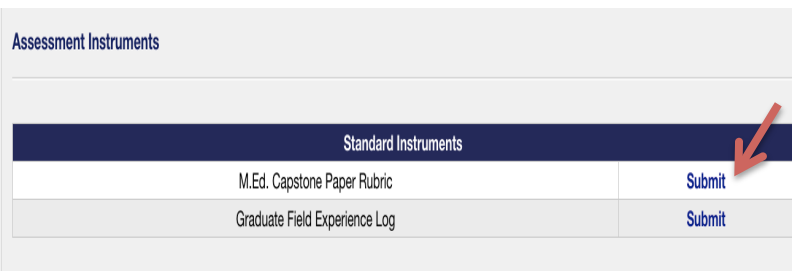 Assessment Instruments
Standard Instruments
M.Ed. Capstone Paper Rubric Submit
Graduate Field Experience Log Submit